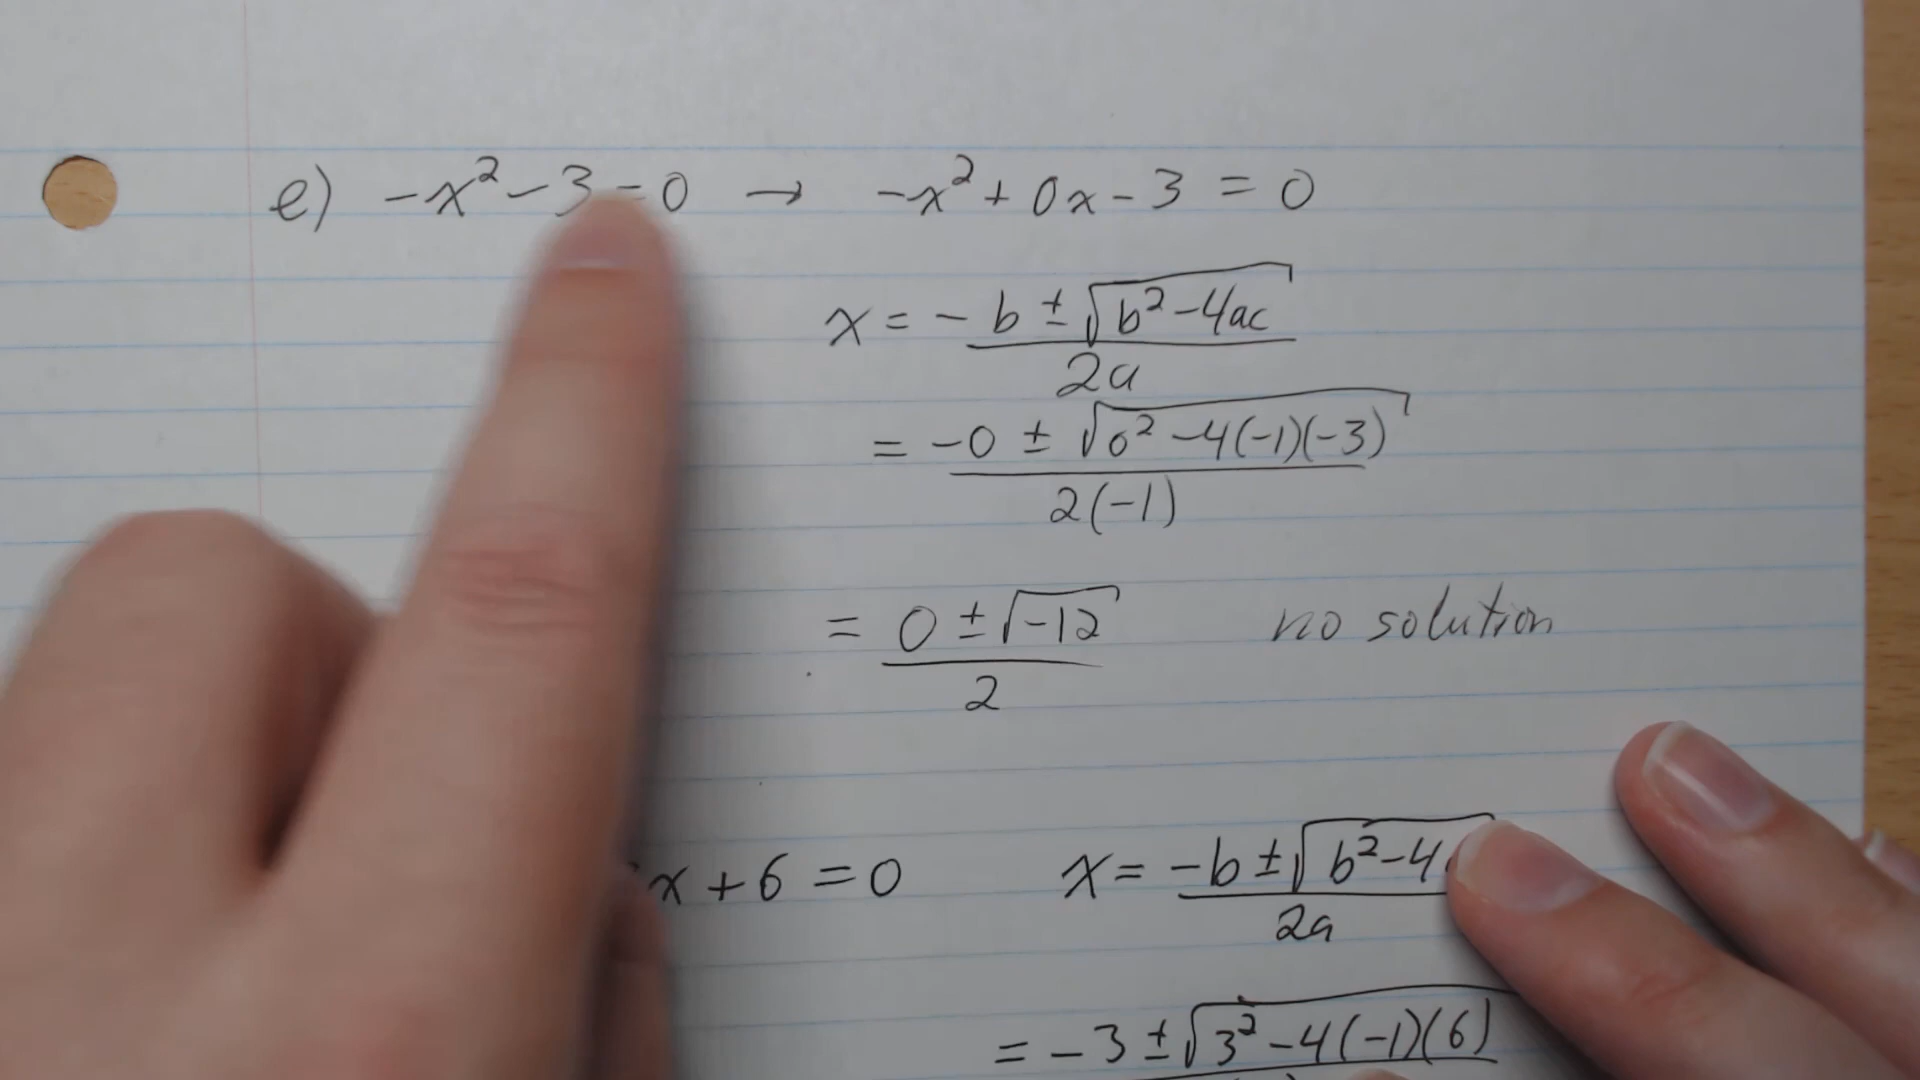 e) -x² - 3 = 0 → -x² + 0x - 3 = 0
x = -b ± √(b² - 4ac) / 2a
= -0 ± √(0² - 4(-1)(-3)) / 2(-1)
= 0 ± √-12 / 2 no solution
x + 6 = 0 x = -b ± √b² - 4 / 2a
= -3 ± √3² - 4(-1)(6)